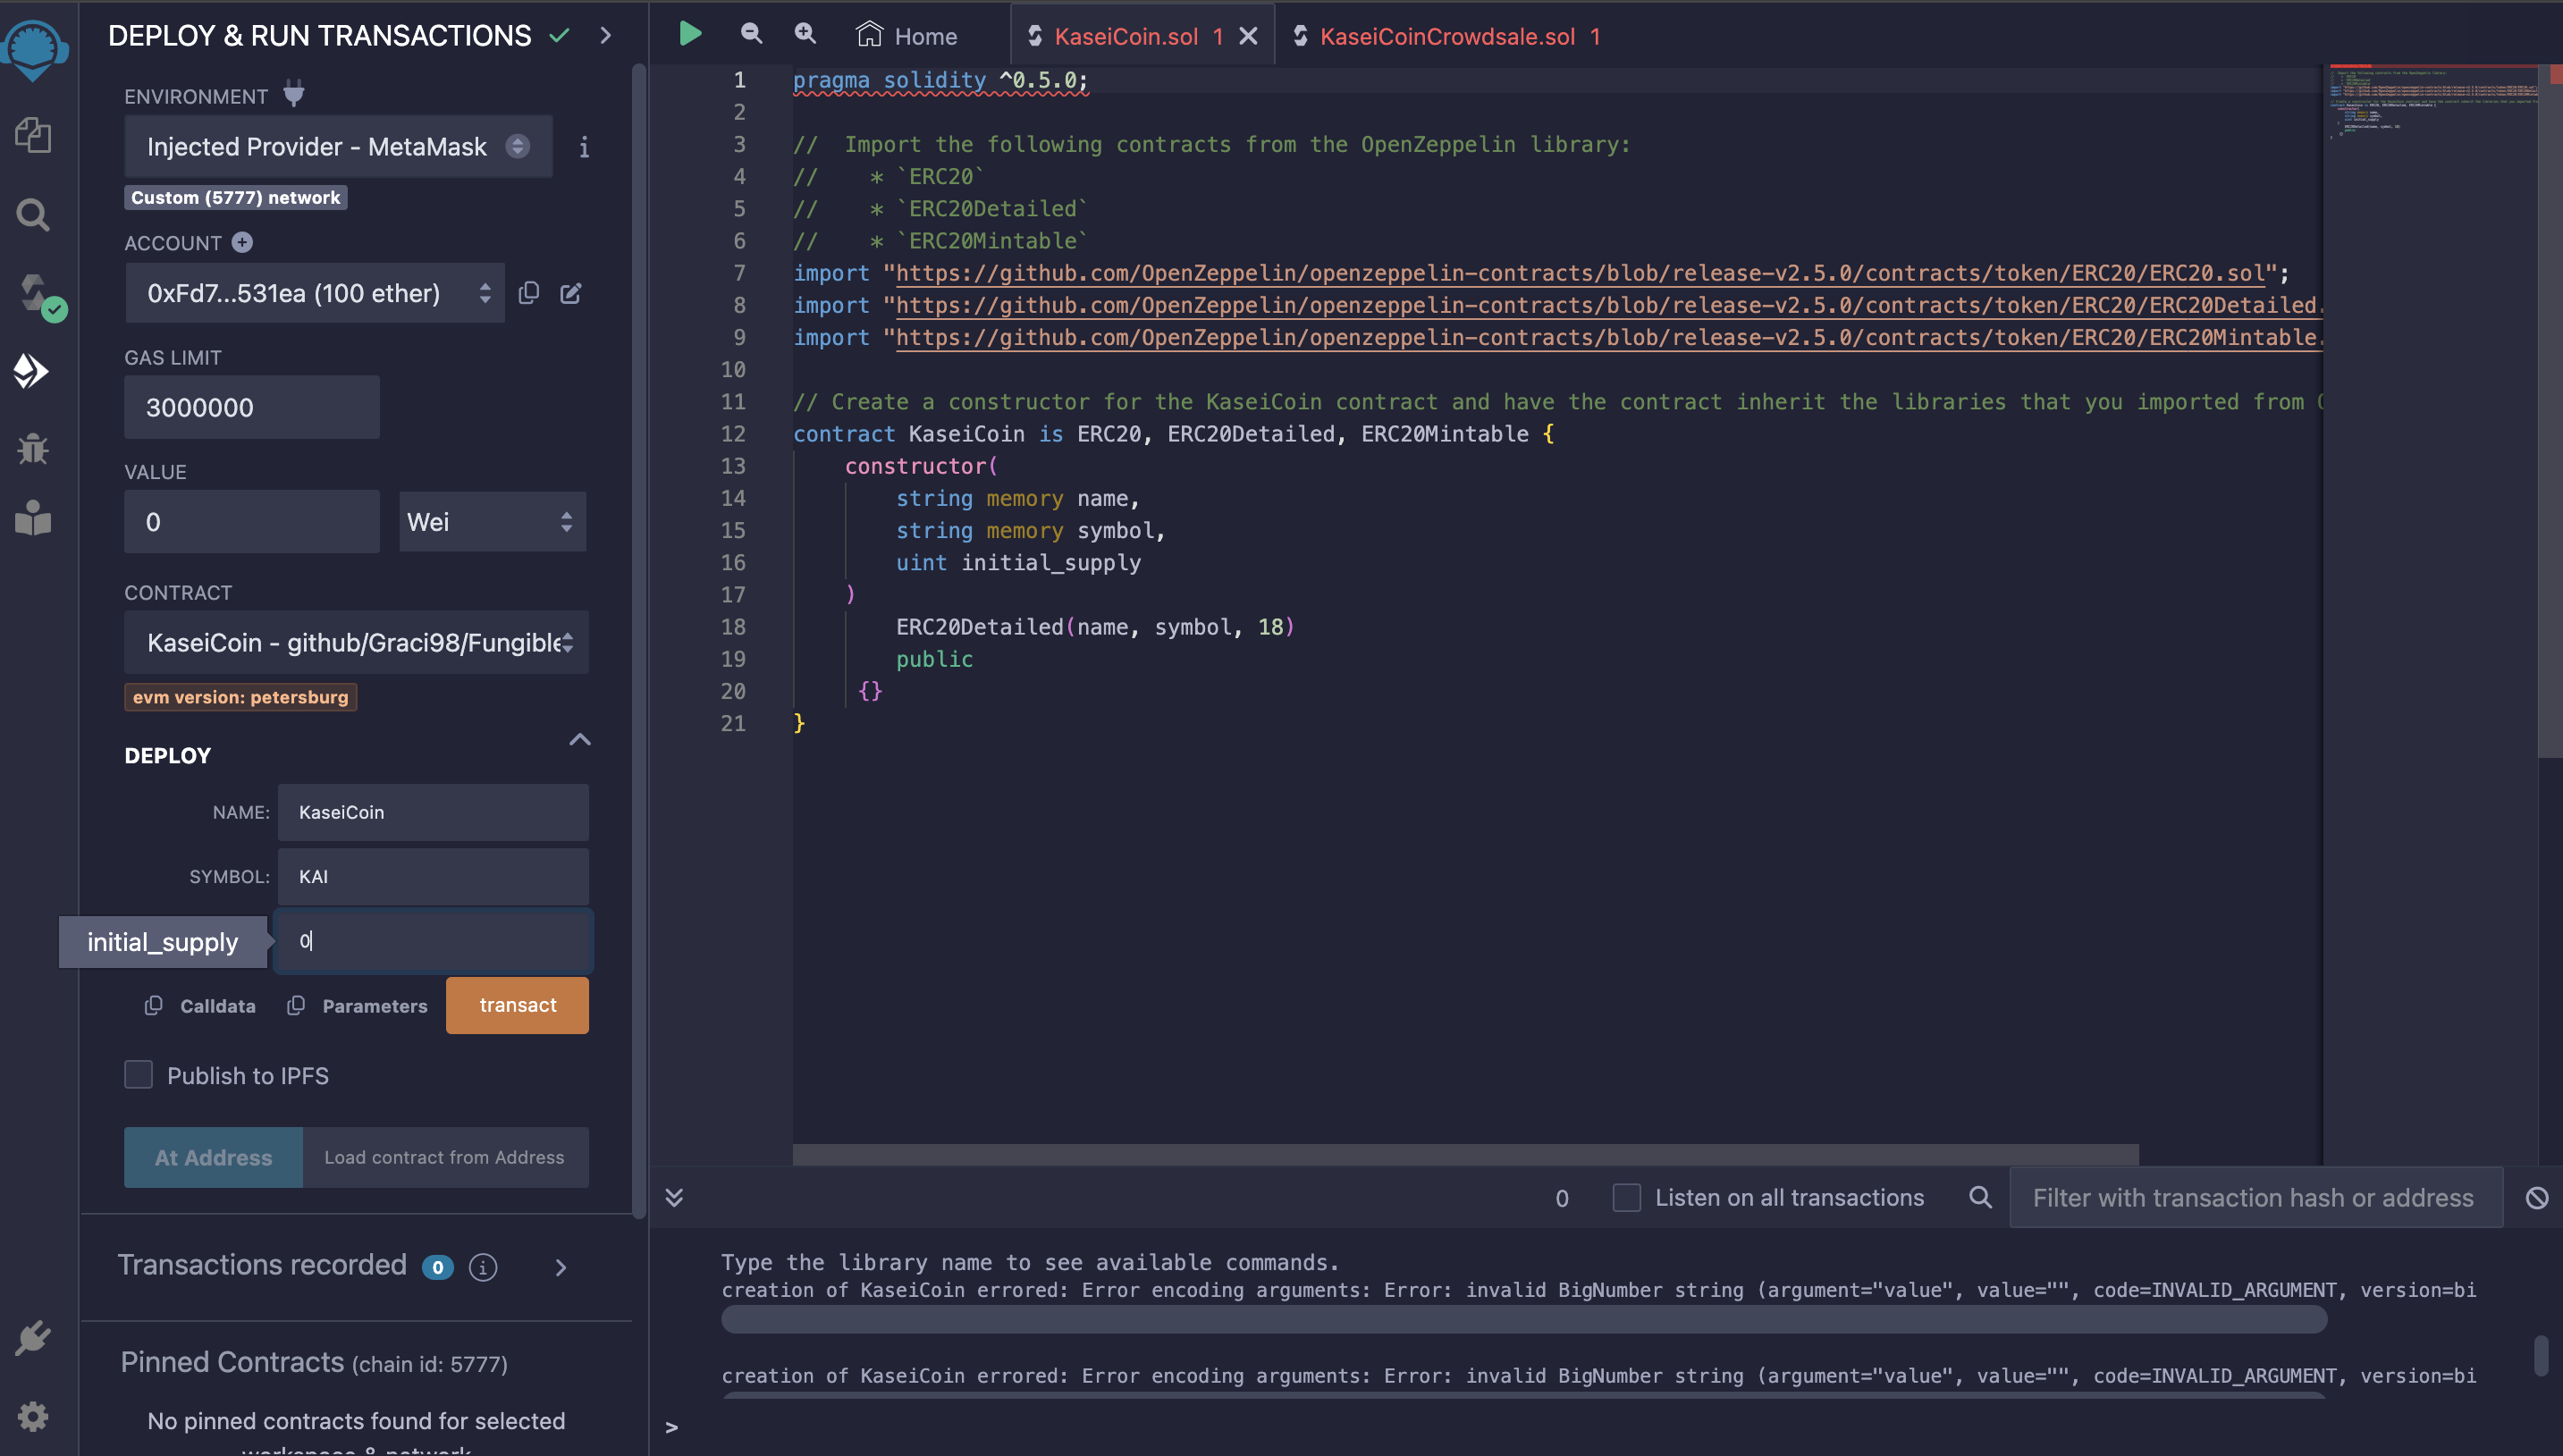 DEPLOY & RUN TRANSACTIONS
ENVIRONMENT
Injected Provider - MetaMask
Custom (5777) network
ACCOUNT
0xFd7...531ea (100 ether)
GAS LIMIT
3000000
VALUE
0
Wei
CONTRACT
KaseiCoin - github/Graci98/Fungible
evm version: petersburg
DEPLOY
NAME: KaseiCoin
SYMBOL: KAI
initial_supply 0
Calldata Parameters transact
Publish to IPFS
At Address Load contract from Address
Transactions recorded 0 i
Pinned Contracts (chain id: 5777)
No pinned contracts found for selected
workspace & network
Home KaseiCoin.sol 1 KaseiCoinCrowdsale.sol 1
1 pragma solidity ^0.5.0;
2
3 //  Import the following contracts from the OpenZeppelin library:
4 //    * `ERC20`
5 //    * `ERC20Detailed`
6 //    * `ERC20Mintable`
7 import "https://github.com/OpenZeppelin/openzeppelin-contracts/blob/release-v2.5.0/contracts/token/ERC20/ERC20.sol";
8 import "https://github.com/OpenZeppelin/openzeppelin-contracts/blob/release-v2.5.0/contracts/token/ERC20/ERC20Detailed.
9 import "https://github.com/OpenZeppelin/openzeppelin-contracts/blob/release-v2.5.0/contracts/token/ERC20/ERC20Mintable.
10
11 // Create a constructor for the KaseiCoin contract and have the contract inherit the libraries that you imported from
12 contract KaseiCoin is ERC20, ERC20Detailed, ERC20Mintable {
13     constructor(
14         string memory name,
15         string memory symbol,
16         uint initial_supply
17     )
18         ERC20Detailed(name, symbol, 18)
19         public
20      {}
21 }
0 Listen on all transactions Filter with transaction hash or address
Type the library name to see available commands.
creation of KaseiCoin errored: Error encoding arguments: Error: invalid BigNumber string (argument="value", value="", code=INVALID_ARGUMENT, version=bi
creation of KaseiCoin errored: Error encoding arguments: Error: invalid BigNumber string (argument="value", value="", code=INVALID_ARGUMENT, version=bi
>